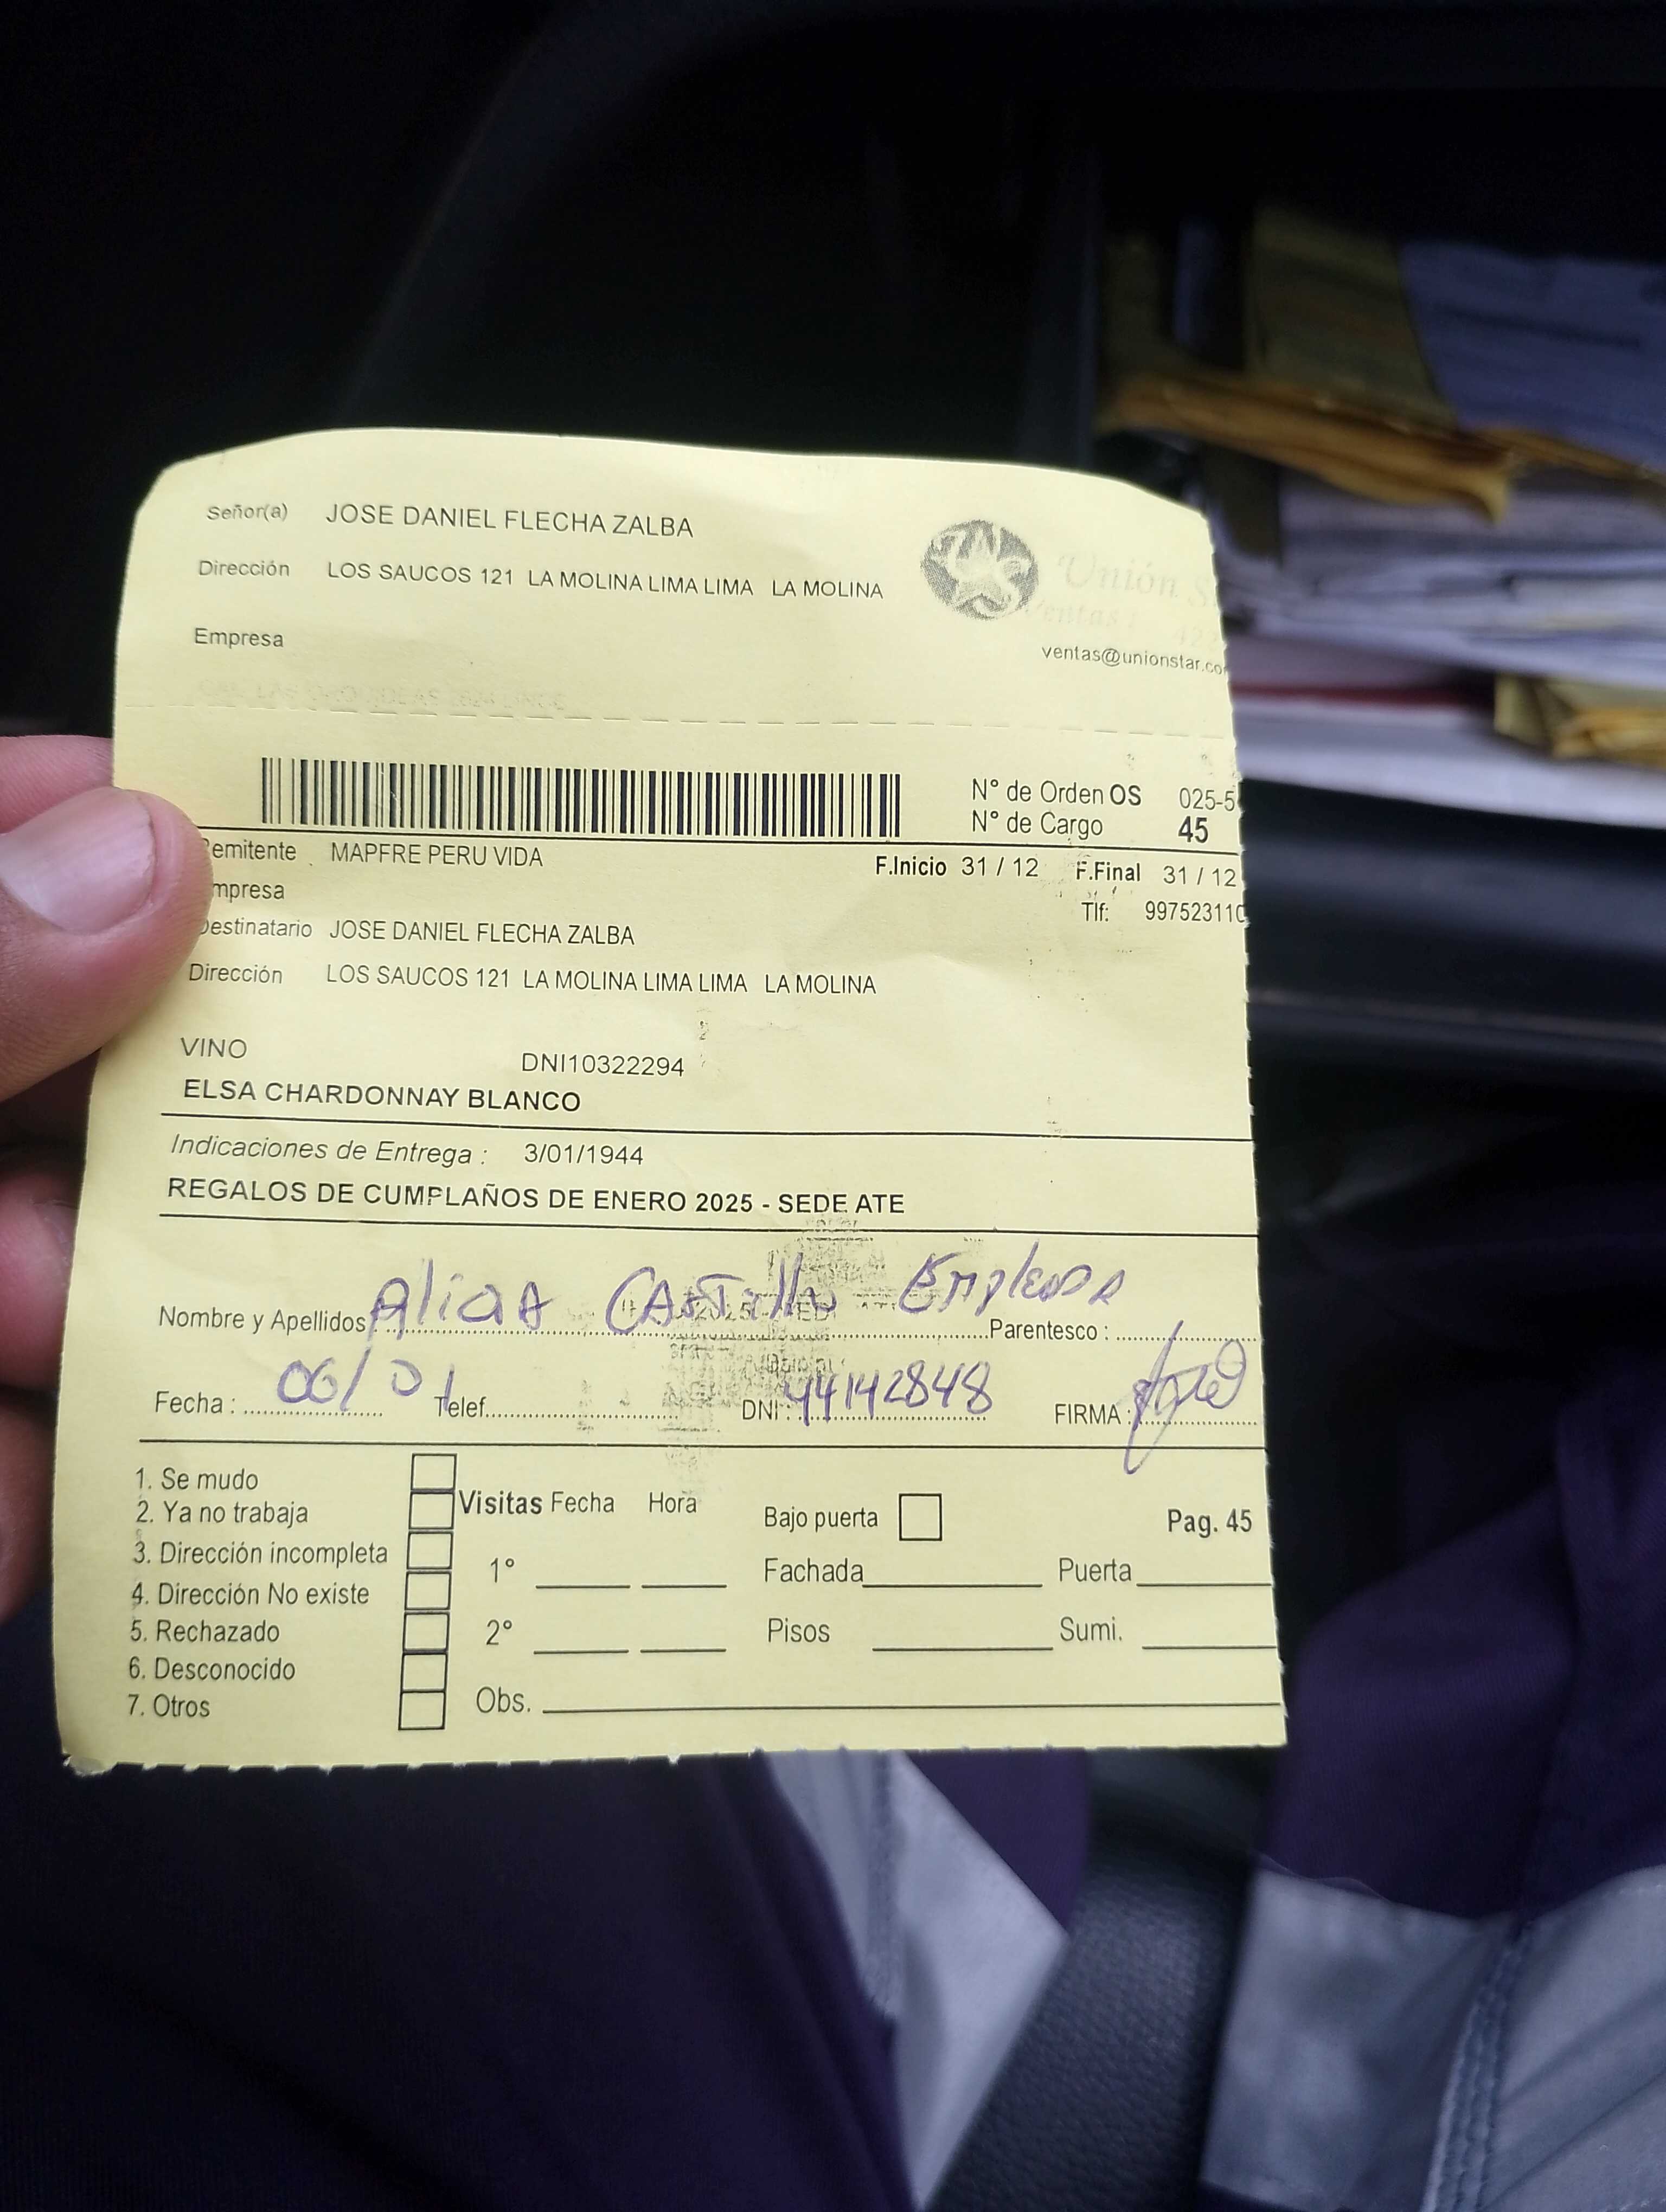 Señor(a) JOSE DANIEL FLECHA ZALBA
Dirección LOS SAUCOS 121 LA MOLINA LIMA LIMA LA MOLINA
Unión S
Ventas
Empresa
ventas@unionstar.co
N° de Orden OS 025-5
N° de Cargo 45
emitente MAPFRE PERU VIDA F.Inicio 31 / 12 F.Final 31 / 12
mpresa Tlf: 997523110
estinatario JOSE DANIEL FLECHA ZALBA
Dirección LOS SAUCOS 121 LA MOLINA LIMA LIMA LA MOLINA
VINO DNI10322294
ELSA CHARDONNAY BLANCO
Indicaciones de Entrega : 3/01/1944
REGALOS DE CUMPLAÑOS DE ENERO 2025 - SEDE ATE
Nombre y Apellidos: Alicia Castillo Parentesco : Empleada
Fecha : 06/01 Telef. DNI : 44142848 FIRMA :
1. Se mudo
2. Ya no trabaja Visitas Fecha Hora Bajo puerta Pag. 45
3. Dirección incompleta 1° Fachada Puerta
4. Dirección No existe
5. Rechazado 2° Pisos Sumi.
6. Desconocido
7. Otros Obs.